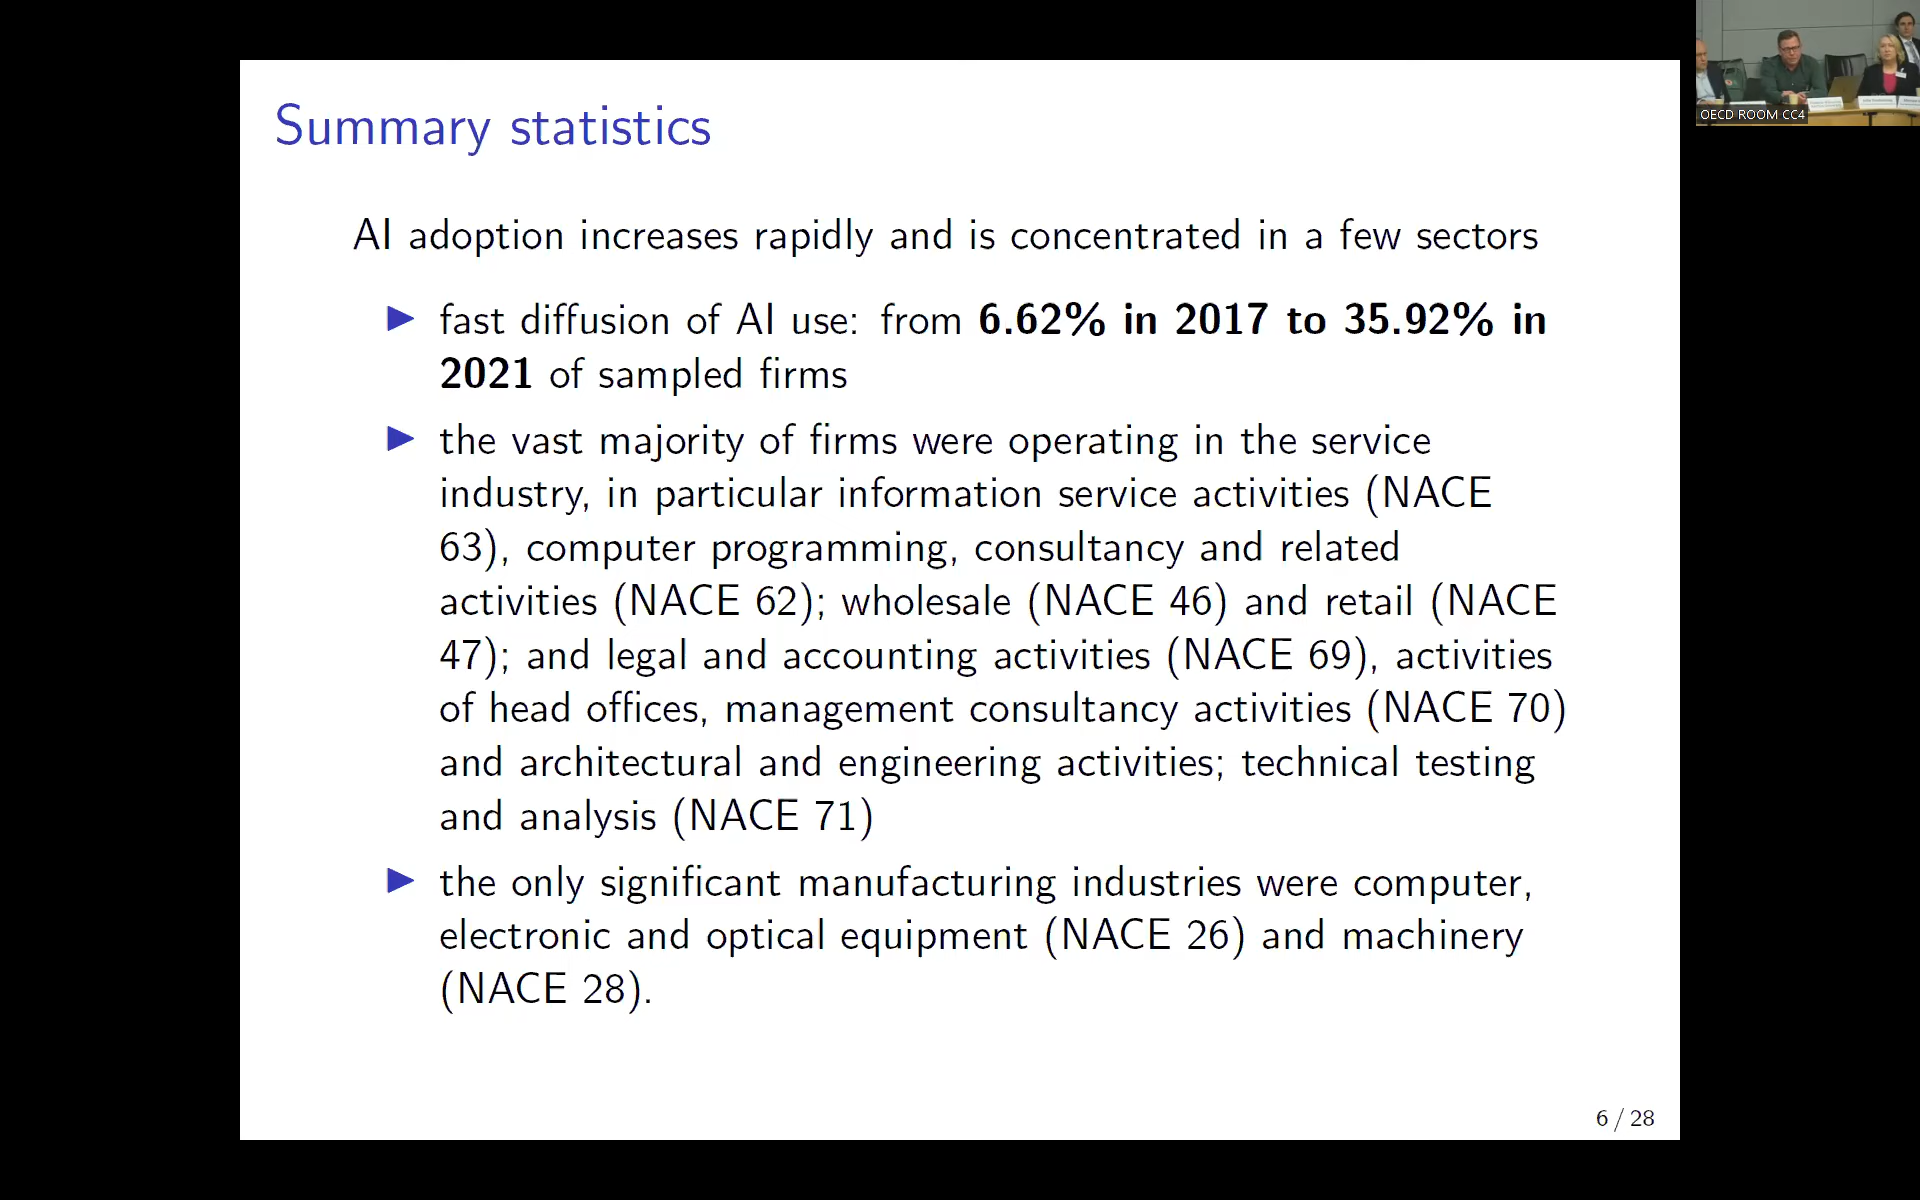 Summary statistics
AI adoption increases rapidly and is concentrated in a few sectors
fast diffusion of AI use: from 6.62% in 2017 to 35.92% in
2021 of sampled firms
the vast majority of firms were operating in the service
industry, in particular information service activities (NACE
63), computer programming, consultancy and related
activities (NACE 62); wholesale (NACE 46) and retail (NACE
47); and legal and accounting activities (NACE 69), activities
of head offices, management consultancy activities (NACE 70)
and architectural and engineering activities; technical testing
and analysis (NACE 71)
the only significant manufacturing industries were computer,
electronic and optical equipment (NACE 26) and machinery
(NACE 28).
6 / 28
OECD ROOM CC4